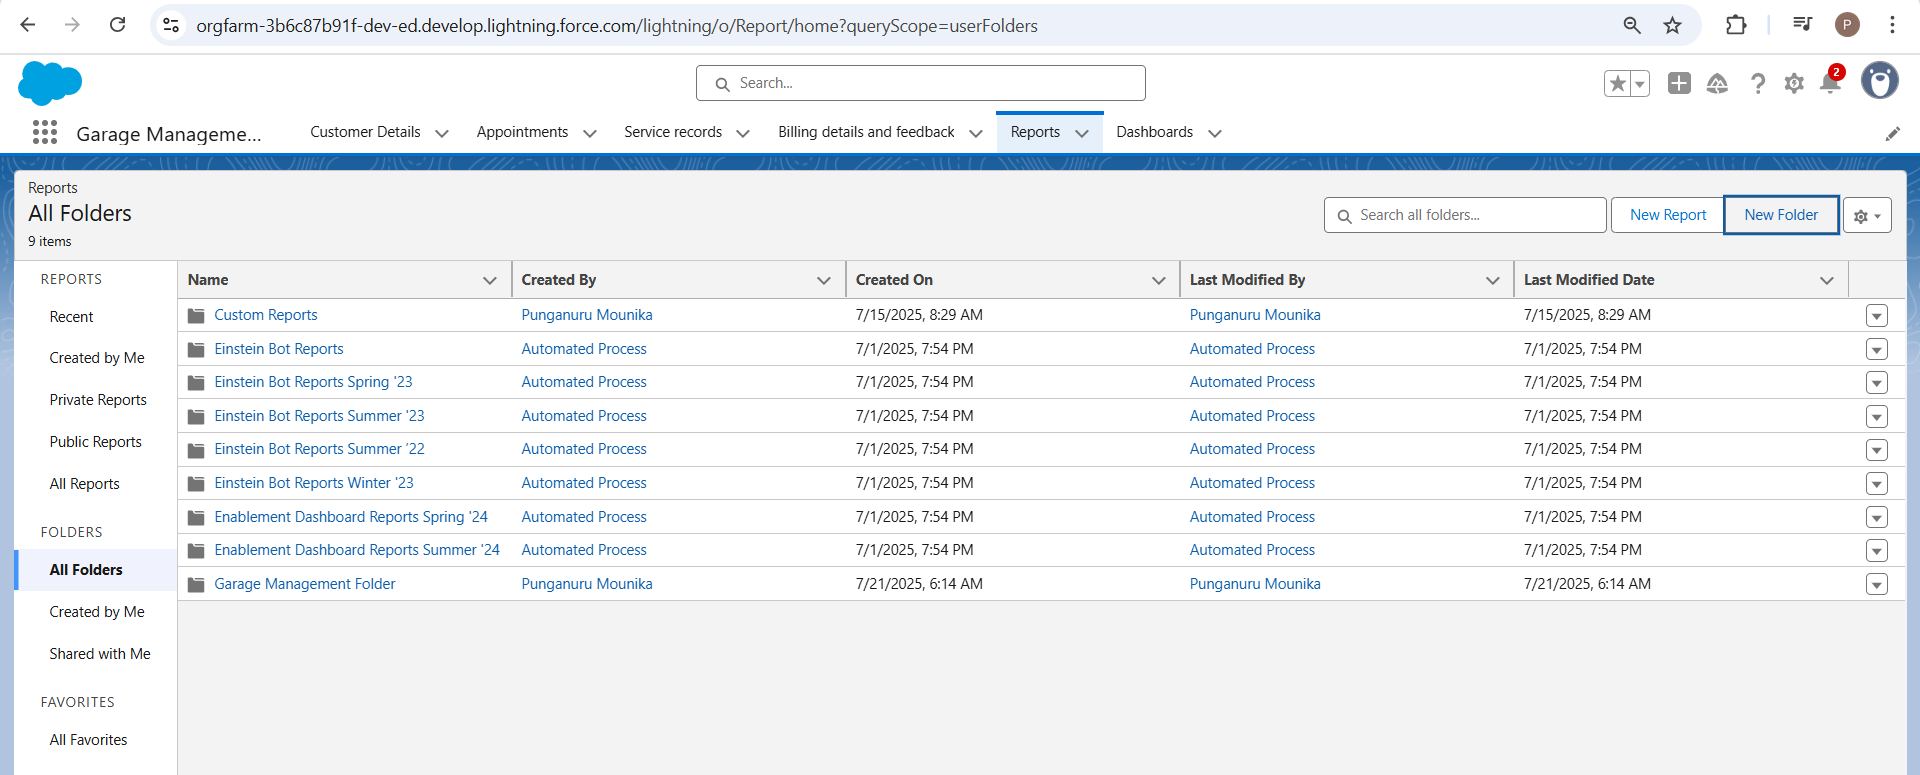 orgfarm-3b6c87b91f-dev-ed.develop.lightning.force.com/lightning/o/Report/home?queryScope=userFolders
P
Search...
2
Garage Manageme...
Customer Details
Appointments
Service records
Billing details and feedback
Reports
Dashboards
Reports
All Folders
9 items
Search all folders...
New Report
New Folder
REPORTS
Recent
Created by Me
Private Reports
Public Reports
All Reports
FOLDERS
All Folders
Created by Me
Shared with Me
FAVORITES
All Favorites
Name Created By Created On Last Modified By Last Modified Date
Custom Reports Punganuru Mounika 7/15/2025, 8:29 AM Punganuru Mounika 7/15/2025, 8:29 AM
Einstein Bot Reports Automated Process 7/1/2025, 7:54 PM Automated Process 7/1/2025, 7:54 PM
Einstein Bot Reports Spring '23 Automated Process 7/1/2025, 7:54 PM Automated Process 7/1/2025, 7:54 PM
Einstein Bot Reports Summer '23 Automated Process 7/1/2025, 7:54 PM Automated Process 7/1/2025, 7:54 PM
Einstein Bot Reports Summer '22 Automated Process 7/1/2025, 7:54 PM Automated Process 7/1/2025, 7:54 PM
Einstein Bot Reports Winter '23 Automated Process 7/1/2025, 7:54 PM Automated Process 7/1/2025, 7:54 PM
Enablement Dashboard Reports Spring '24 Automated Process 7/1/2025, 7:54 PM Automated Process 7/1/2025, 7:54 PM
Enablement Dashboard Reports Summer '24 Automated Process 7/1/2025, 7:54 PM Automated Process 7/1/2025, 7:54 PM
Garage Management Folder Punganuru Mounika 7/21/2025, 6:14 AM Punganuru Mounika 7/21/2025, 6:14 AM